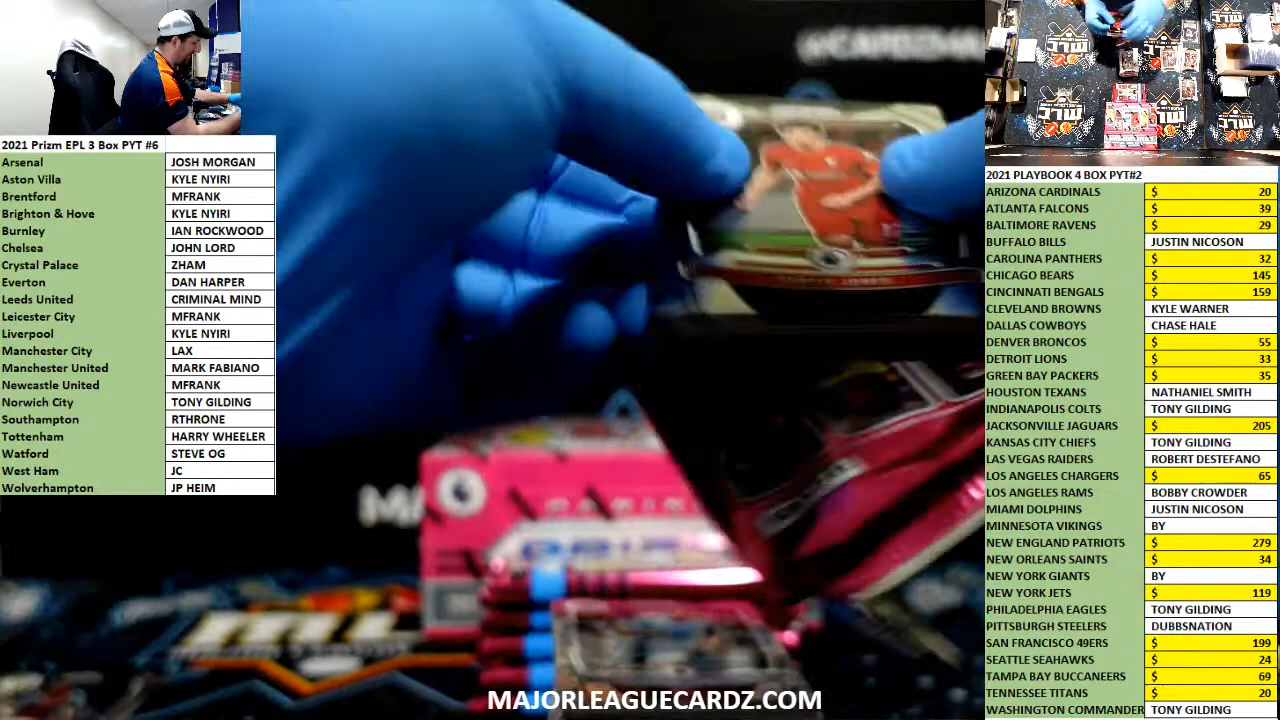 2021 Prizm EPL 3 Box PYT #6
Arsenal JOSH MORGAN
Aston Villa KYLE NYIRI
Brentford MFRANK
Brighton & Hove KYLE NYIRI
Burnley IAN ROCKWOOD
Chelsea JOHN LORD
Crystal Palace ZHAM
Everton DAN HARPER
Leeds United CRIMINAL MIND
Leicester City MFRANK
Liverpool KYLE NYIRI
Manchester City LAX
Manchester United MARK FABIANO
Newcastle United MFRANK
Norwich City TONY GILDING
Southampton RTHRONE
Tottenham HARRY WHEELER
Watford STEVE OG
West Ham JC
Wolverhampton JP HEIM
2021 PLAYBOOK 4 BOX PYT#2
ARIZONA CARDINALS $ 20
ATLANTA FALCONS $ 39
BALTIMORE RAVENS $ 29
BUFFALO BILLS JUSTIN NICOSON
CAROLINA PANTHERS $ 32
CHICAGO BEARS $ 145
CINCINNATI BENGALS $ 159
CLEVELAND BROWNS KYLE WARNER
DALLAS COWBOYS CHASE HALE
DENVER BRONCOS $ 55
DETROIT LIONS $ 33
GREEN BAY PACKERS $ 35
HOUSTON TEXANS NATHANIEL SMITH
INDIANAPOLIS COLTS TONY GILDING
JACKSONVILLE JAGUARS $ 205
KANSAS CITY CHIEFS TONY GILDING
LAS VEGAS RAIDERS ROBERT DESTEFANO
LOS ANGELES CHARGERS $ 65
LOS ANGELES RAMS BOBBY CROWDER
MIAMI DOLPHINS JUSTIN NICOSON
MINNESOTA VIKINGS BY
NEW ENGLAND PATRIOTS $ 279
NEW ORLEANS SAINTS $ 34
NEW YORK GIANTS BY
NEW YORK JETS $ 119
PHILADELPHIA EAGLES TONY GILDING
PITTSBURGH STEELERS DUBBSNATION
SAN FRANCISCO 49ERS $ 199
SEATTLE SEAHAWKS $ 24
TAMPA BAY BUCCANEERS $ 69
TENNESSEE TITANS $ 20
WASHINGTON COMMANDER TONY GILDING
MAJORLEAGUECARDZ.COM